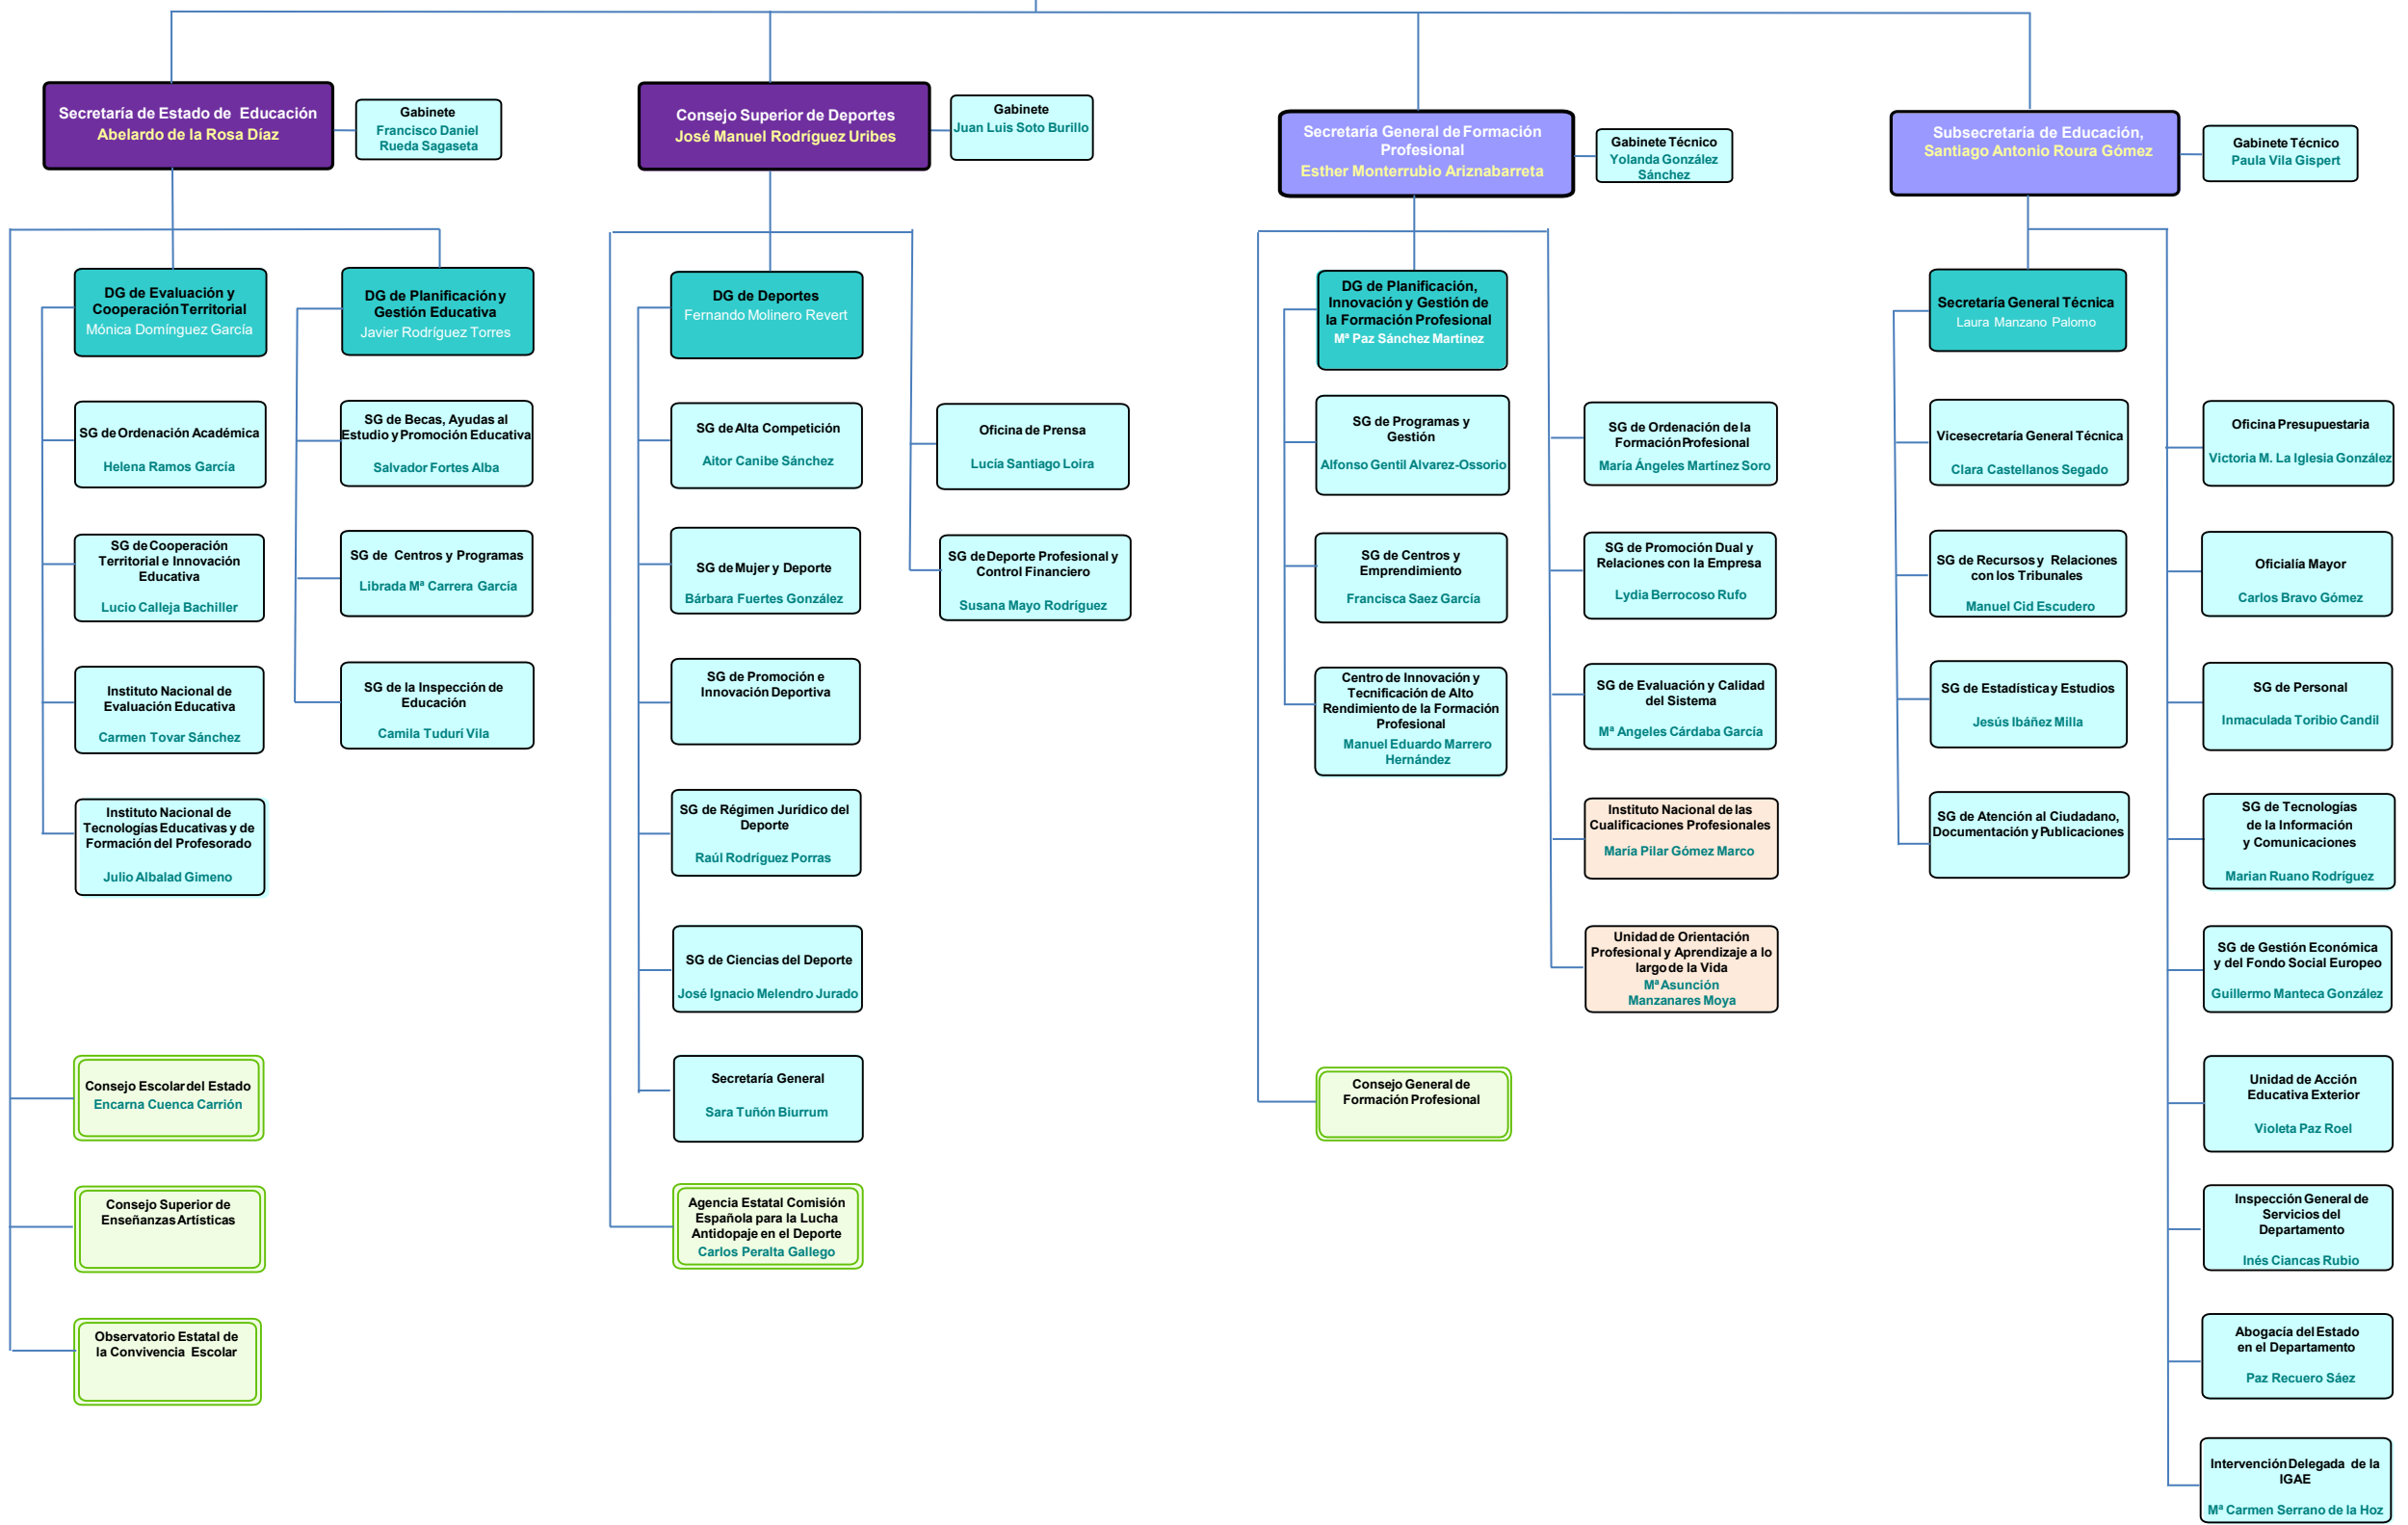 Secretaría de Estado de Educación
Abelardo de la Rosa Díaz
Gabinete
Francisco Daniel
Rueda Sagaseta
DG de Evaluación y
Cooperación Territorial
Mónica Domínguez García
SG de Ordenación Académica
Helena Ramos García
SG de Cooperación
Territorial e Innovación
Educativa
Lucio Calleja Bachiller
Instituto Nacional de
Evaluación Educativa
Carmen Tovar Sánchez
Instituto Nacional de
Tecnologías Educativas y de
Formación del Profesorado
Julio Albalad Gimeno
DG de Planificación y
Gestión Educativa
Javier Rodríguez Torres
SG de Becas, Ayudas al
Estudio y Promoción Educativa
Salvador Fortes Alba
SG de Centros y Programas
Librada Mª Carrera García
SG de la Inspección de
Educación
Camila Tudurí Vila
Consejo Escolar del Estado
Encarna Cuenca Carrión
Consejo Superior de
Enseñanzas Artísticas
Observatorio Estatal de
la Convivencia Escolar
Consejo Superior de Deportes
José Manuel Rodríguez Uribes
Gabinete
Juan Luis Soto Burillo
DG de Deportes
Fernando Molinero Revert
SG de Alta Competición
Aitor Canibe Sánchez
SG de Mujer y Deporte
Bárbara Fuertes González
SG de Promoción e
Innovación Deportiva
SG de Régimen Jurídico del
Deporte
Raúl Rodríguez Porras
SG de Ciencias del Deporte
José Ignacio Melendro Jurado
Secretaría General
Sara Tuñón Biurrum
Agencia Estatal Comisión
Española para la Lucha
Antidopaje en el Deporte
Carlos Peralta Gallego
Oficina de Prensa
Lucía Santiago Loira
SG de Deporte Profesional y
Control Financiero
Susana Mayo Rodríguez
Secretaría General de Formación
Profesional
Esther Monterrubio Ariznabarreta
Gabinete Técnico
Yolanda González
Sánchez
DG de Planificación,
Innovación y Gestión de
la Formación Profesional
Mª Paz Sánchez Martínez
SG de Programas y
Gestión
Alfonso Gentil Alvarez-Ossorio
SG de Centros y
Emprendimiento
Francisca Saez García
Centro de Innovación y
Tecnificación de Alto
Rendimiento de la Formación
Profesional
Manuel Eduardo Marrero
Hernández
Consejo General de
Formación Profesional
SG de Ordenación de la
Formación Profesional
María Ángeles Martínez Soro
SG de Promoción Dual y
Relaciones con la Empresa
Lydia Berrocoso Rufo
SG de Evaluación y Calidad
del Sistema
Mª Angeles Cárdaba García
Instituto Nacional de las
Cualificaciones Profesionales
María Pilar Gómez Marco
Unidad de Orientación
Profesional y Aprendizaje a lo
largo de la Vida
Mª Asunción
Manzanares Moya
Subsecretaría de Educación,
Santiago Antonio Roura Gómez
Gabinete Técnico
Paula Vila Gispert
Secretaría General Técnica
Laura Manzano Palomo
Vicesecretaría General Técnica
Clara Castellanos Segado
SG de Recursos y Relaciones
con los Tribunales
Manuel Cid Escudero
SG de Estadística y Estudios
Jesús Ibáñez Milla
SG de Atención al Ciudadano,
Documentación y Publicaciones
Oficina Presupuestaria
Victoria M. La Iglesia González
Oficialía Mayor
Carlos Bravo Gómez
SG de Personal
Inmaculada Toribio Candil
SG de Tecnologías
de la Información
y Comunicaciones
Marian Ruano Rodríguez
SG de Gestión Económica
y del Fondo Social Europeo
Guillermo Manteca González
Unidad de Acción
Educativa Exterior
Violeta Paz Roel
Inspección General de
Servicios del
Departamento
Inés Ciancas Rubio
Abogacía del Estado
en el Departamento
Paz Recuero Sáez
Intervención Delegada de la
IGAE
Mª Carmen Serrano de la Hoz